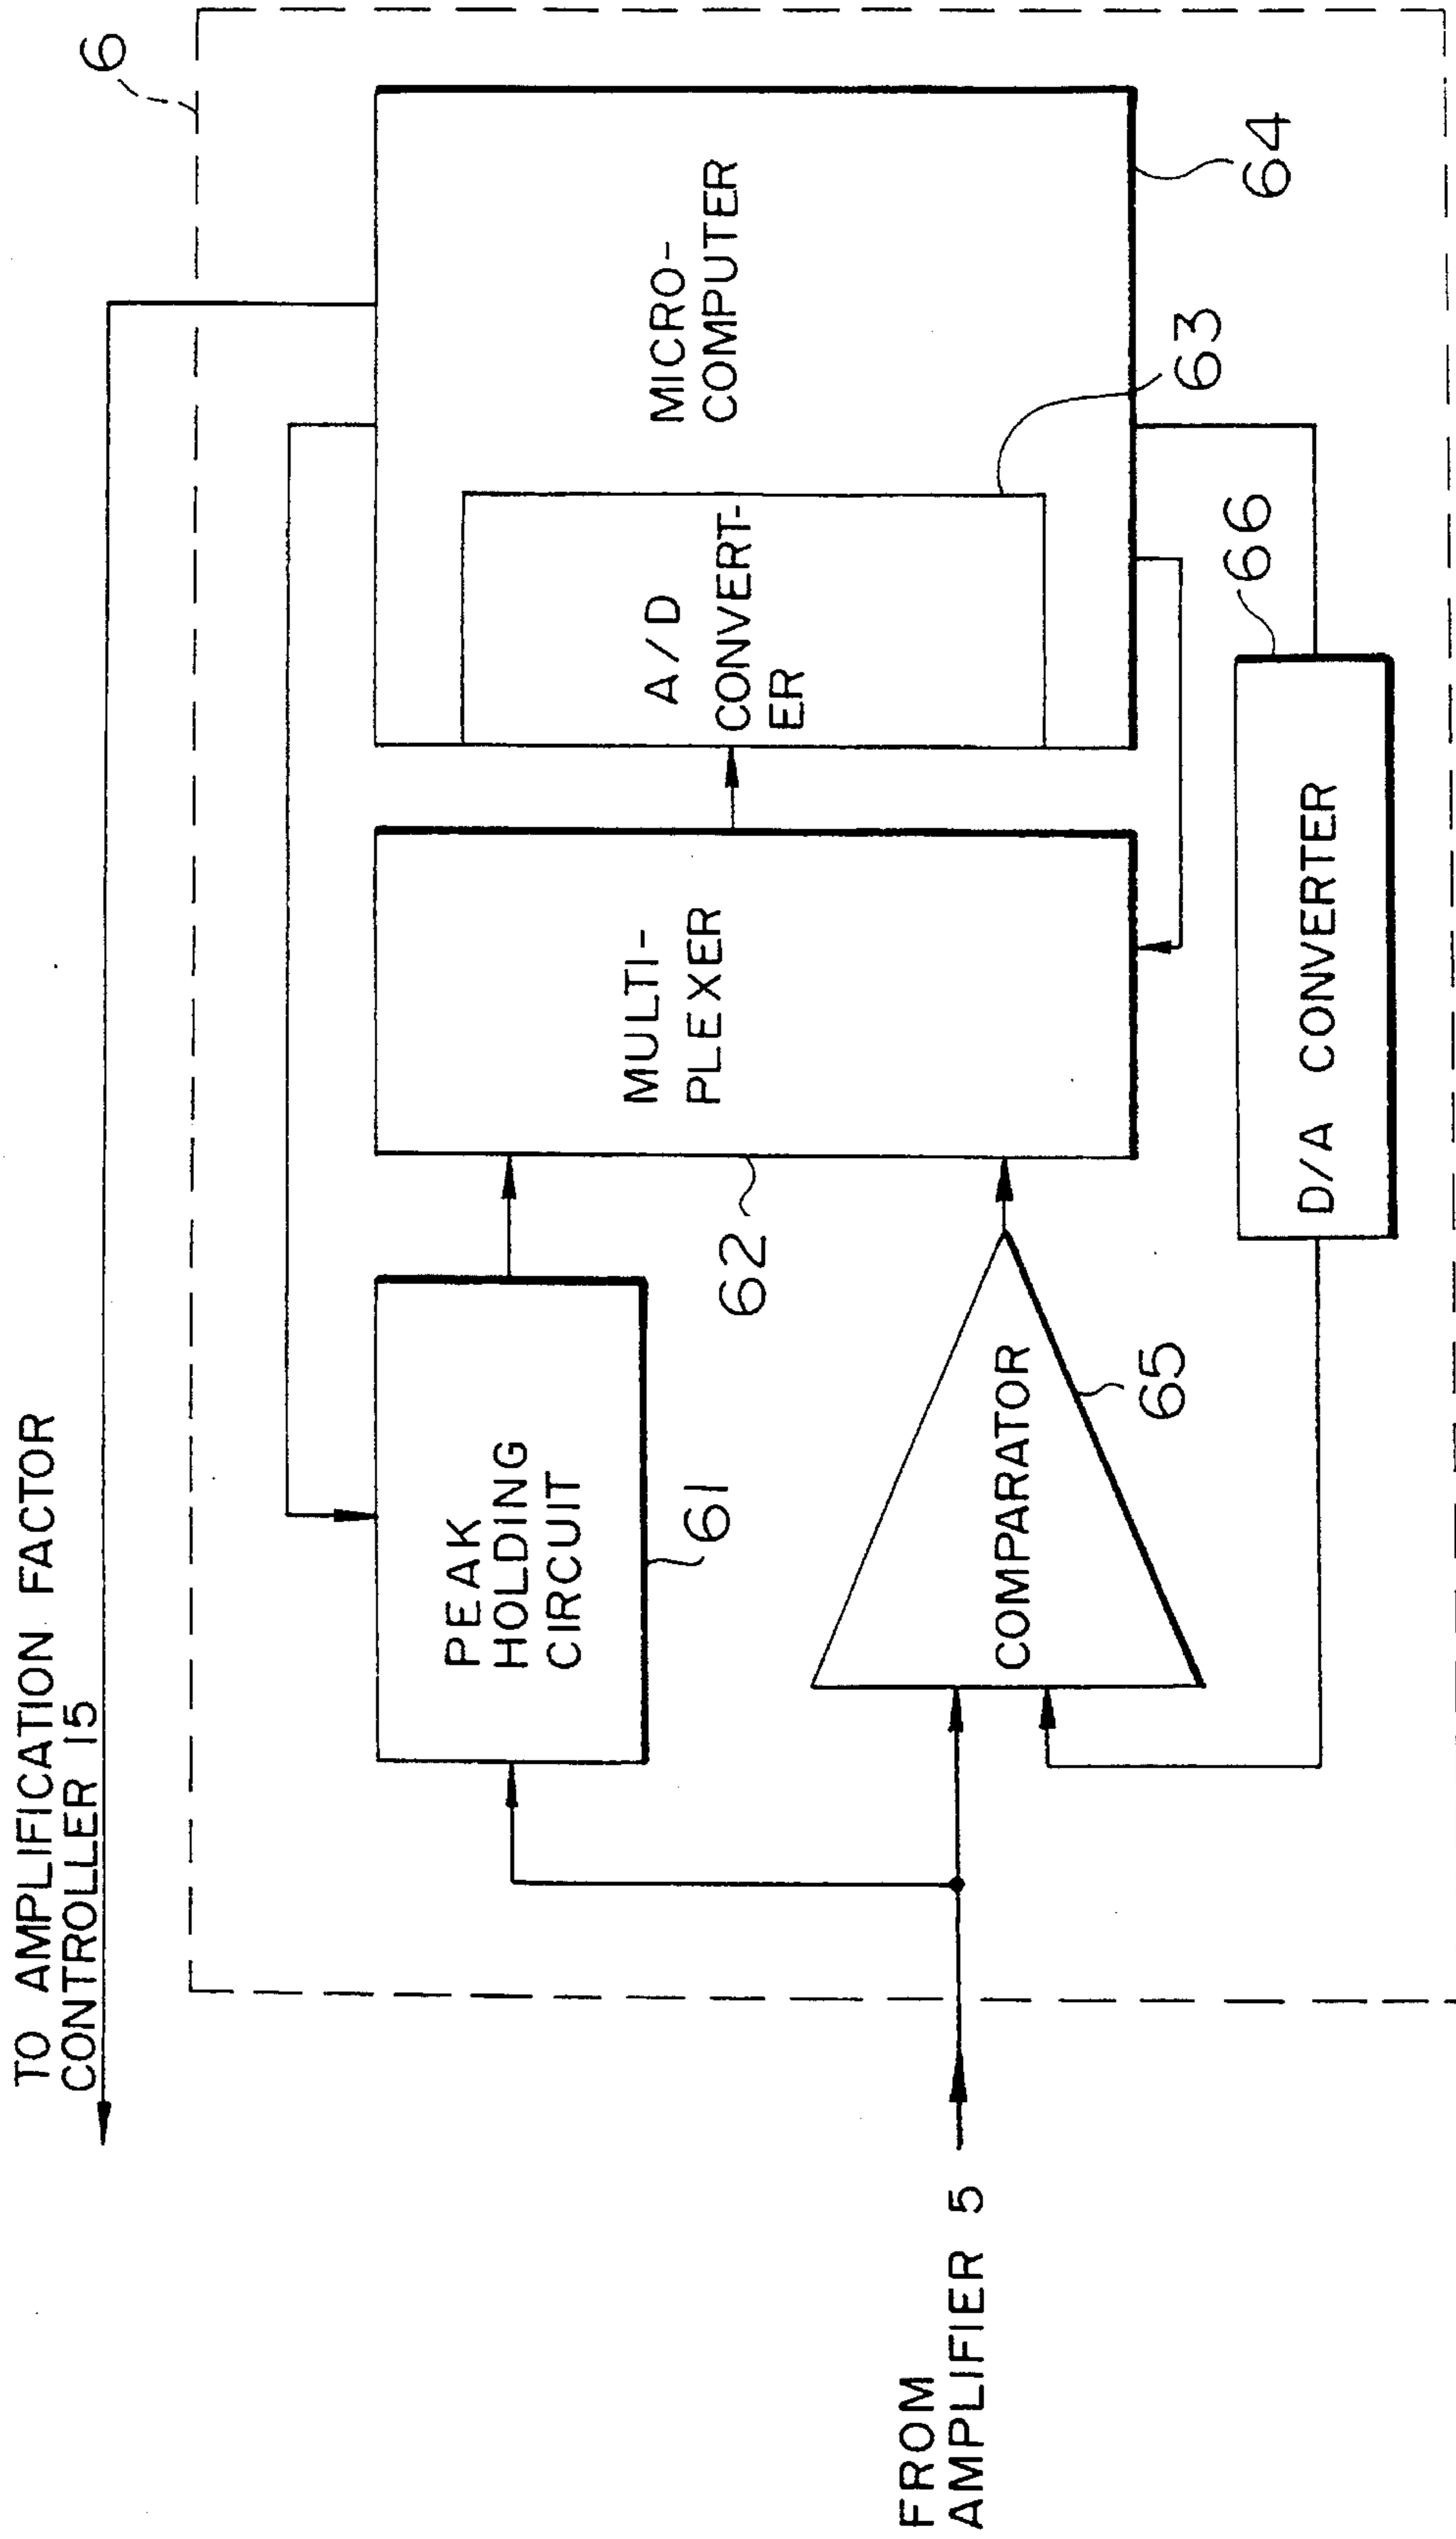 TO AMPLIFICATION FACTOR
CONTROLLER 15
6
PEAK
HOLDING
CIRCUIT
61
MULTI-
PLEXER
62
A/D
CONVERT-
ER
63
MICRO-
COMPUTER
64
COMPARATOR
65
D/A CONVERTER
66
FROM
AMPLIFIER 5